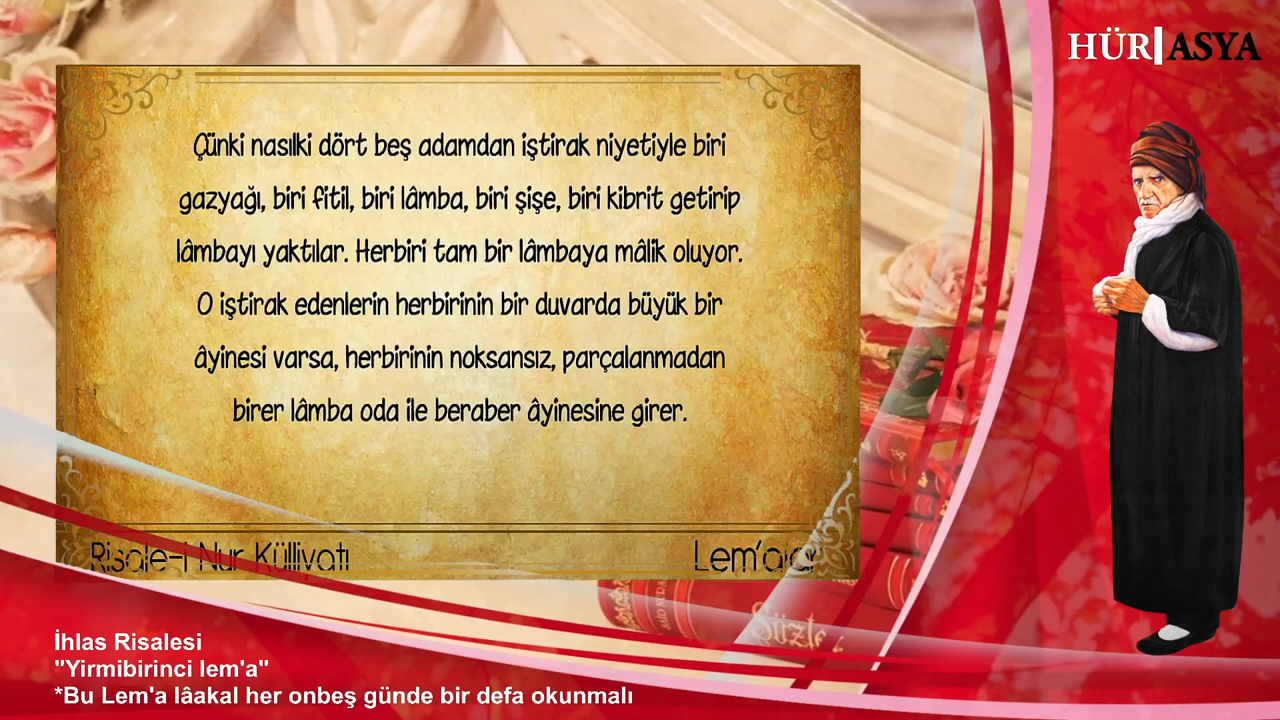 HÜR ASYA
Çünki nasılki dört beş adamdan iştirak niyetiyle biri
gazyağı, biri fitil, biri lâmba, biri şişe, biri kibrit getirip
lâmbayı yaktılar. Herbiri tam bir lâmbaya mâlik oluyor.
O iştirak edenlerin herbirinin bir duvarda büyük bir
âyinesi varsa, herbirinin noksansız, parçalanmadan
birer lâmba oda ile beraber âyinesine girer.
Risale-i Nur Külliyatı
Lem'alar
İhlas Risalesi
"Yirmibirinci lem'a"
*Bu Lem'a lâakal her onbeş günde bir defa okunmalı